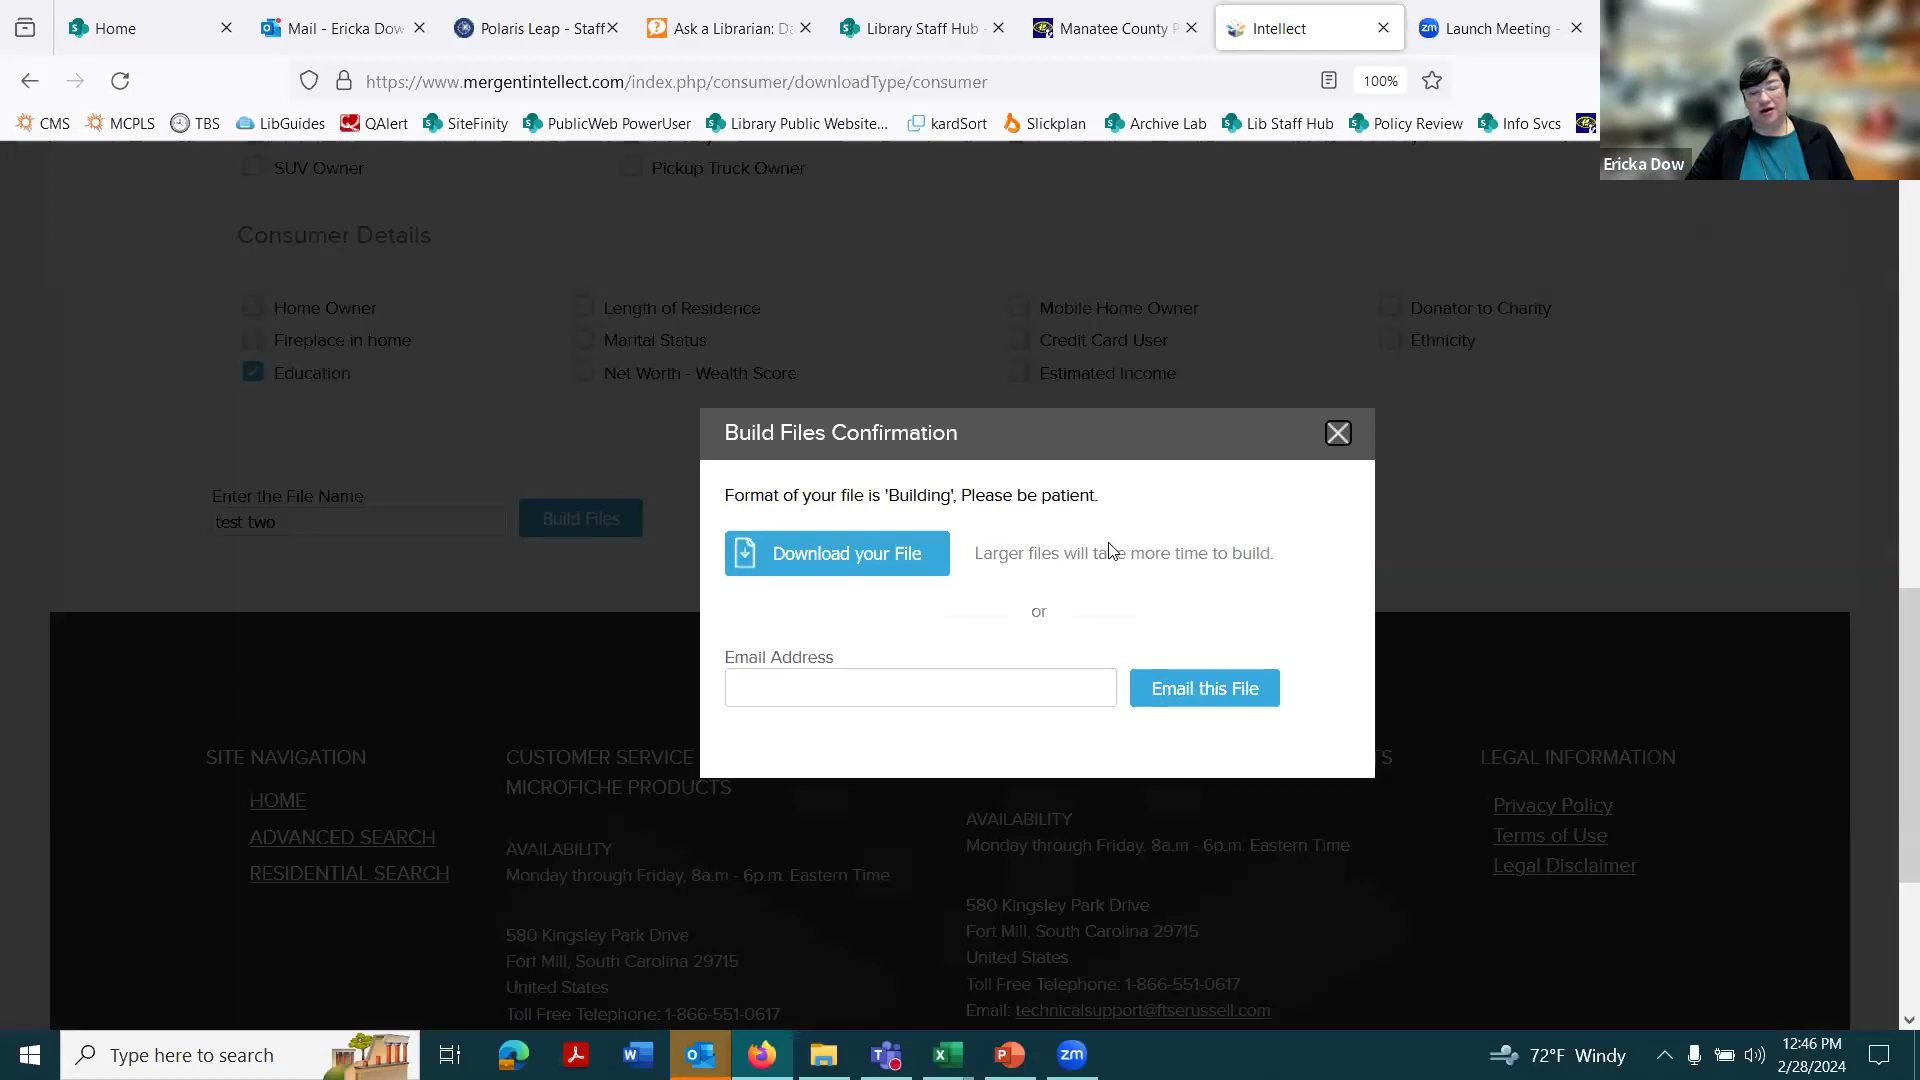 Home
Mail - Ericka Dow
Polaris Leap - Staff
Ask a Librarian: Da
Library Staff Hub -
Manatee County P
Intellect
Launch Meeting -
https://www.mergentintellect.com/index.php/consumer/downloadType/consumer
100%
CMS
MCPLS
TBS
LibGuides
QAlert
SiteFinity
PublicWeb PowerUser
Library Public Website...
kardSort
Slickplan
Archive Lab
Lib Staff Hub
Policy Review
Info Svcs
Ericka Dow
SUV Owner
Pickup Truck Owner
Consumer Details
Home Owner
Length of Residence
Mobile Home Owner
Donator to Charity
Fireplace in home
Marital Status
Credit Card User
Ethnicity
Education
Net Worth - Wealth Score
Estimated Income
Build Files Confirmation
Format of your file is 'Building', Please be patient.
Download your File
Larger files will take more time to build.
or
Email Address
Email this File
Enter the File Name
test two
Build Files
SITE NAVIGATION
HOME
ADVANCED SEARCH
RESIDENTIAL SEARCH
CUSTOMER SERVICE
MICROFICHE PRODUCTS
AVAILABILITY
Monday through Friday, 8a.m - 6p.m. Eastern Time
580 Kingsley Park Drive
Fort Mill, South Carolina 29715
United States
Toll Free Telephone: 1-866-551-0617
TS
AVAILABILITY
Monday through Friday, 8a.m - 6p.m. Eastern Time
580 Kingsley Park Drive
Fort Mill, South Carolina 29715
United States
Toll Free Telephone: 1-866-551-0617
Email: technicalsupport@ftserussell.com
LEGAL INFORMATION
Privacy Policy
Terms of Use
Legal Disclaimer
Type here to search
72°F Windy
12:46 PM
2/28/2024